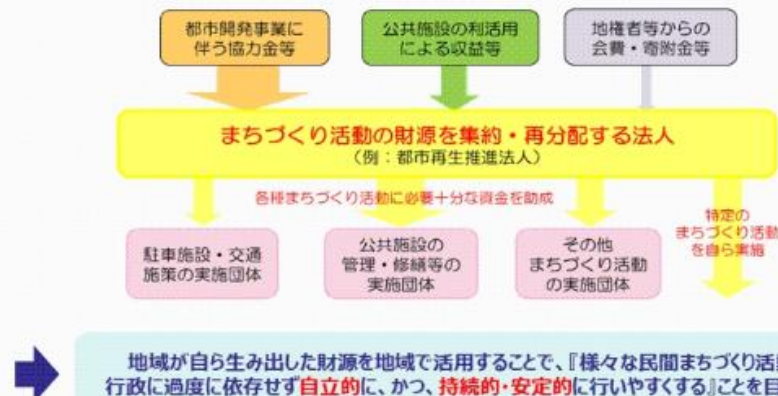 都市開発事業に
伴う協力金等
公共施設の利活用
による収益等
地権者等からの
会費・寄附金等
まちづくり活動の財源を集約・再分配する法人
（例：都市再生推進法人）
各種まちづくり活動に必要十分な資金を助成
特定の
まちづくり活動
を自ら実施
駐車施設・交通
施策の実施団体
公共施設の
管理・修繕等の
実施団体
その他
まちづくり活動
の実施団体
地域が自ら生み出した財源を地域で活用することで、『様々な民間まちづくり活
行政に過度に依存せず自立的に、かつ、持続的・安定的に行いやすくする』ことを目